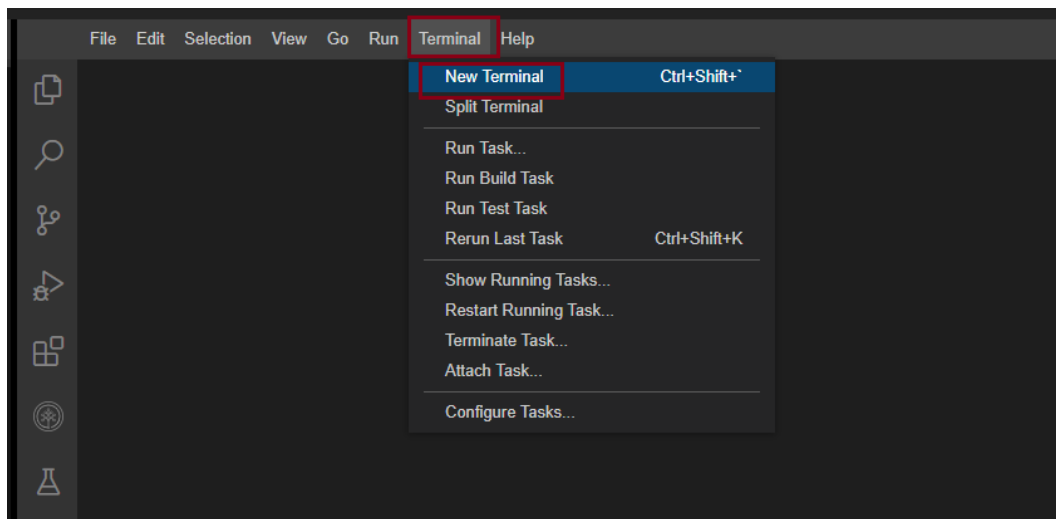 File Edit Selection View Go Run Terminal Help
New Terminal Ctrl+Shift+`
Split Terminal
Run Task...
Run Build Task
Run Test Task
Rerun Last Task Ctrl+Shift+K
Show Running Tasks...
Restart Running Task...
Terminate Task...
Attach Task...
Configure Tasks...